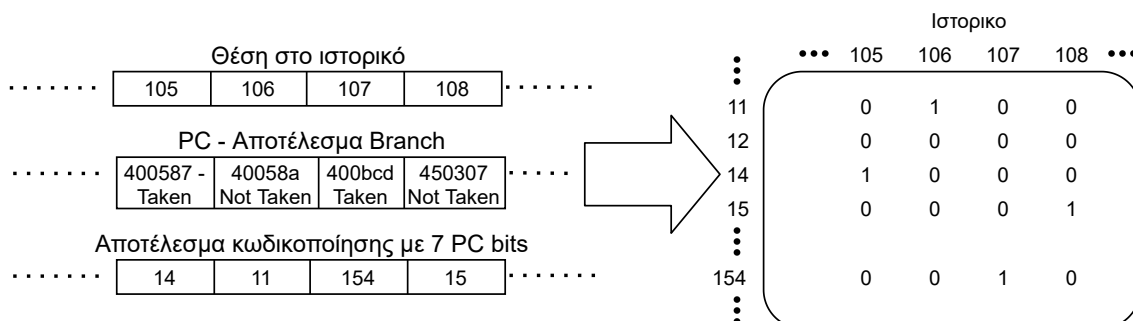 Θέση στο ιστορικό
105 106 107 108
PC - Αποτέλεσμα Branch
400587 - Taken 40058a Not Taken 400bcd Taken 450307 Not Taken
Αποτέλεσμα κωδικοποίησης με 7 PC bits
14 11 154 15
Ιστορικο
105 106 107 108
11 0 1 0 0
12 0 0 0 0
14 1 0 0 0
15 0 0 0 1
154 0 0 1 0